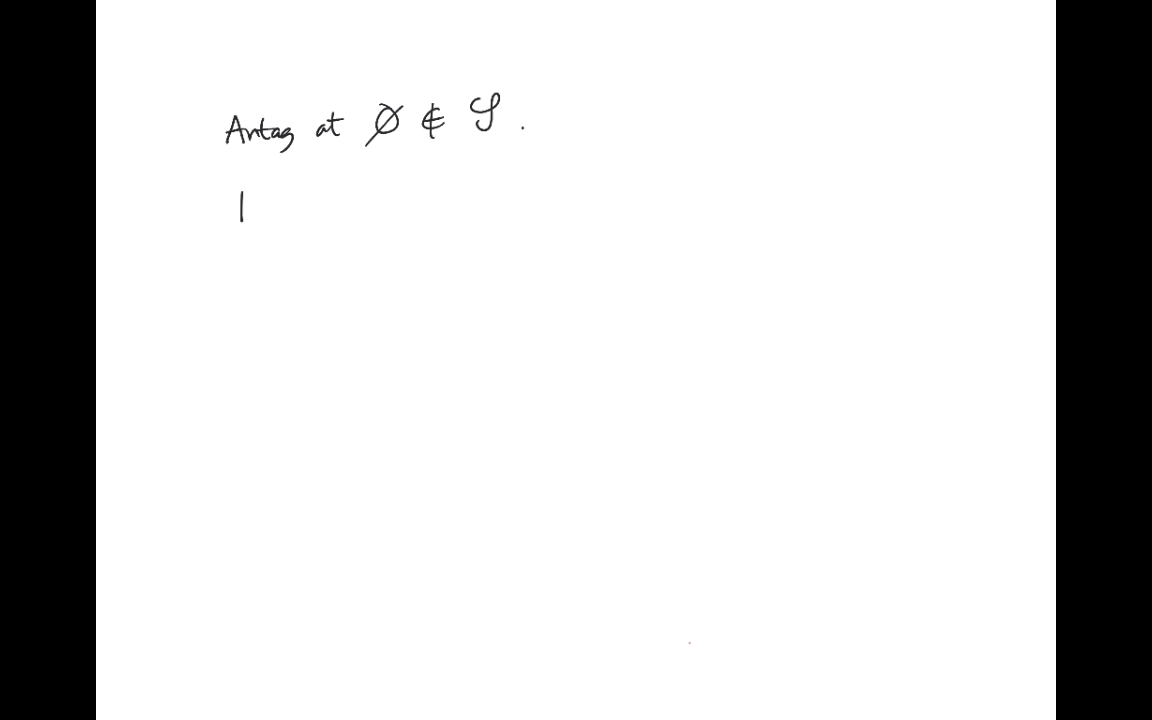 Antag at ∅ ∉ 𝒮.
|